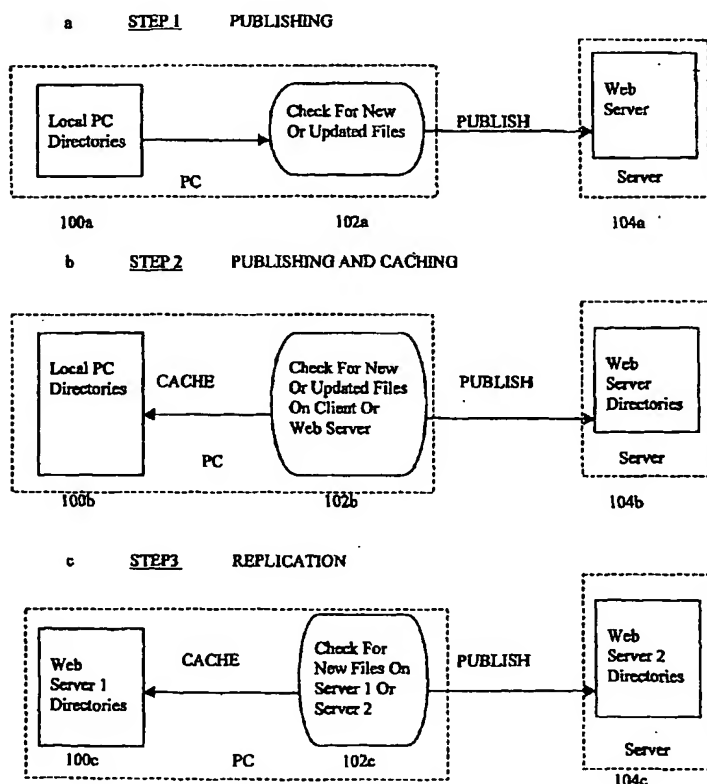 a STEP 1 PUBLISHING
Local PC
Directories
Check For New
Or Updated Files
PUBLISH
Web
Server
PC
Server
100a 102a 104a
b STEP 2 PUBLISHING AND CACHING
Local PC
Directories
CACHE
Check For New
Or Updated Files
On Client Or
Web Server
PUBLISH
Web
Server
Directories
PC
Server
100b 102b 104b
c STEP3 REPLICATION
Web
Server 1
Directories
CACHE
Check For
New Files On
Server 1 Or
Server 2
PUBLISH
Web
Server 2
Directories
100c PC 102c Server
104c